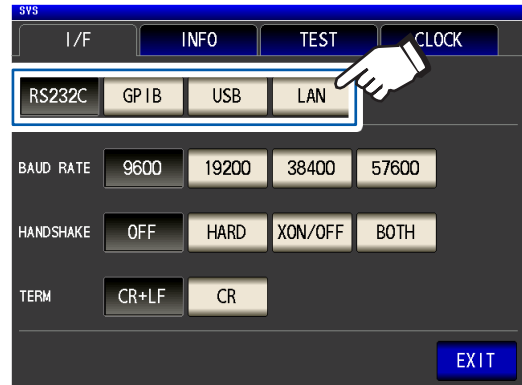 SYS
I/F INFO TEST CLOCK
RS232C GPIB USB LAN
BAUD RATE 9600 19200 38400 57600
HANDSHAKE OFF HARD XON/OFF BOTH
TERM CR+LF CR
EXIT